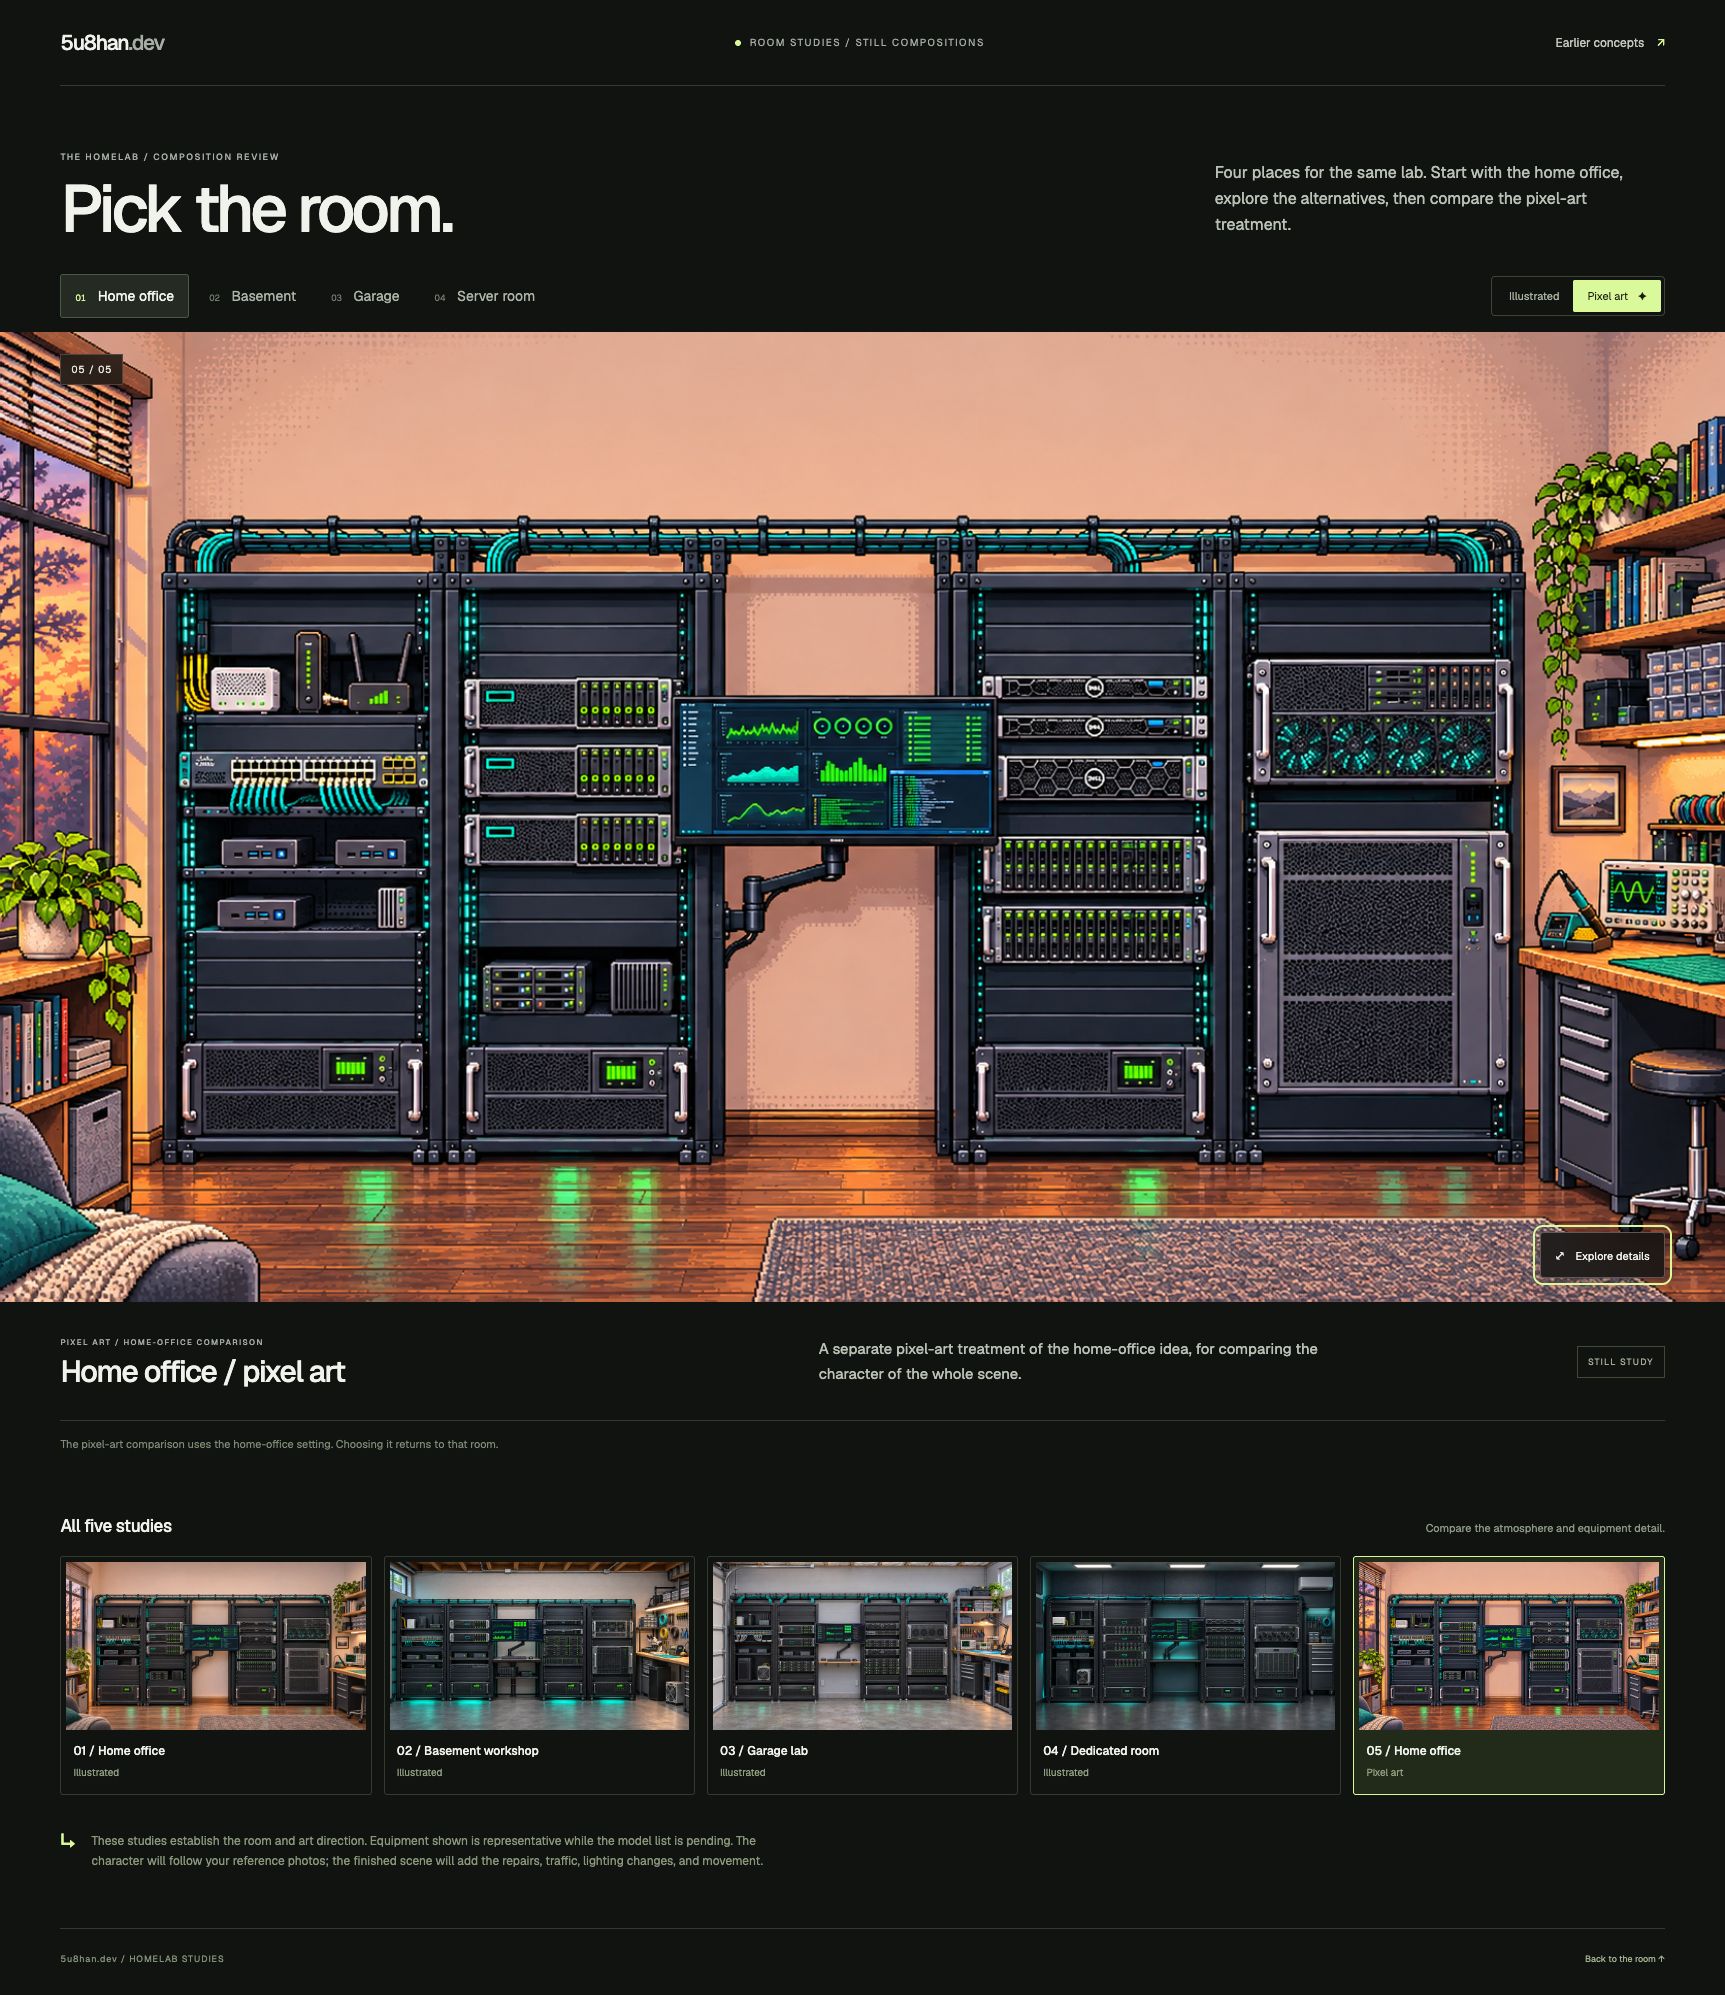 5u8han.dev
ROOM STUDIES / STILL COMPOSITIONS
Earlier concepts ↗
THE HOMELAB / COMPOSITION REVIEW
Pick the room.
Four places for the same lab. Start with the home office,
explore the alternatives, then compare the pixel-art
treatment.
01 Home office
02 Basement
03 Garage
04 Server room
Illustrated
Pixel art ✦
05 / 05
DELL
DELL
DELL
Explore details
PIXEL ART / HOME-OFFICE COMPARISON
Home office / pixel art
A separate pixel-art treatment of the home-office idea, for comparing the
character of the whole scene.
STILL STUDY
The pixel-art comparison uses the home-office setting. Choosing it returns to that room.
All five studies
Compare the atmosphere and equipment detail.
01 / Home office
Illustrated
02 / Basement workshop
Illustrated
03 / Garage lab
Illustrated
04 / Dedicated room
Illustrated
05 / Home office
Pixel art
These studies establish the room and art direction. Equipment shown is representative while the model list is pending. The
character will follow your reference photos; the finished scene will add the repairs, traffic, lighting changes, and movement.
5u8han.dev / HOMELAB STUDIES
Back to the room ↑